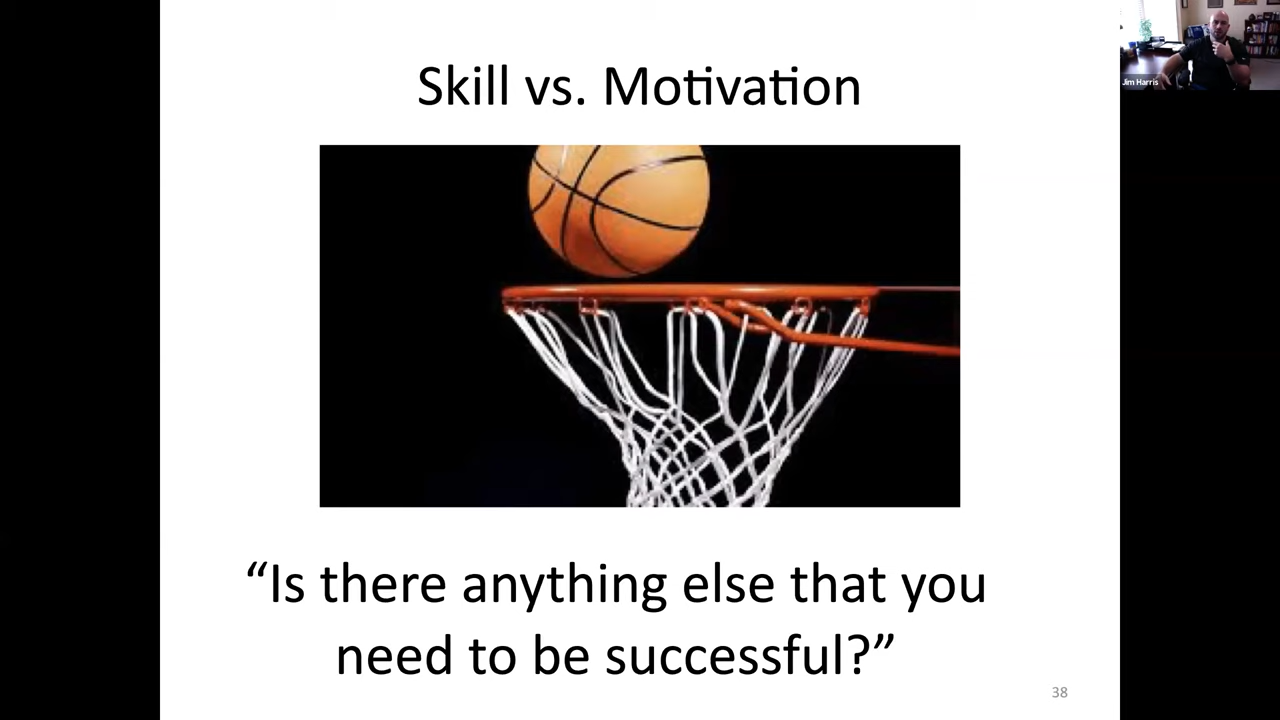 Skill vs. Motivation
Jim Harris
“Is there anything else that you
need to be successful?”
38